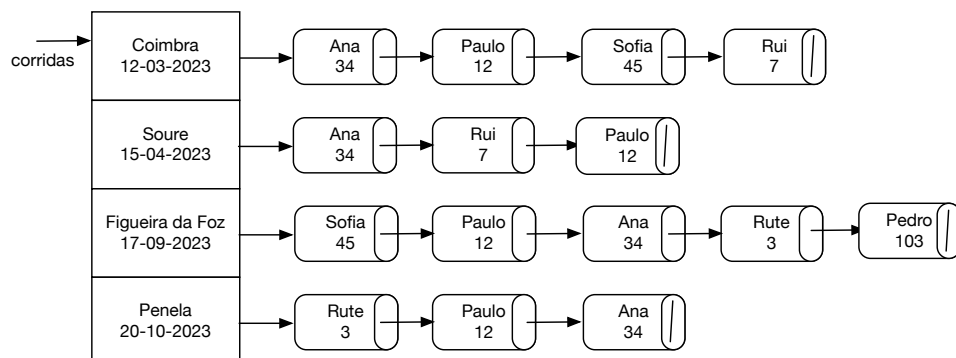 corridas
Coimbra
12-03-2023
Ana
34
Paulo
12
Sofia
45
Rui
7
Soure
15-04-2023
Ana
34
Rui
7
Paulo
12
Figueira da Foz
17-09-2023
Sofia
45
Paulo
12
Ana
34
Rute
3
Pedro
103
Penela
20-10-2023
Rute
3
Paulo
12
Ana
34